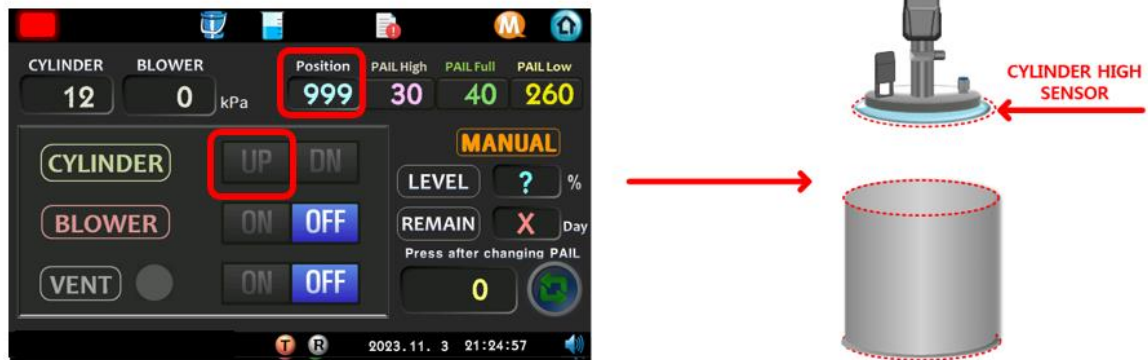 M
CYLINDER BLOWER Position PAIL High PAIL Full PAIL Low
12 0 kPa 999 30 40 260
MANUAL
CYLINDER UP DN
LEVEL ? %
BLOWER ON OFF
REMAIN X Day
Press after changing PAIL
VENT ON OFF
0
T R 2023.11. 3 21:24:57
CYLINDER HIGH
SENSOR